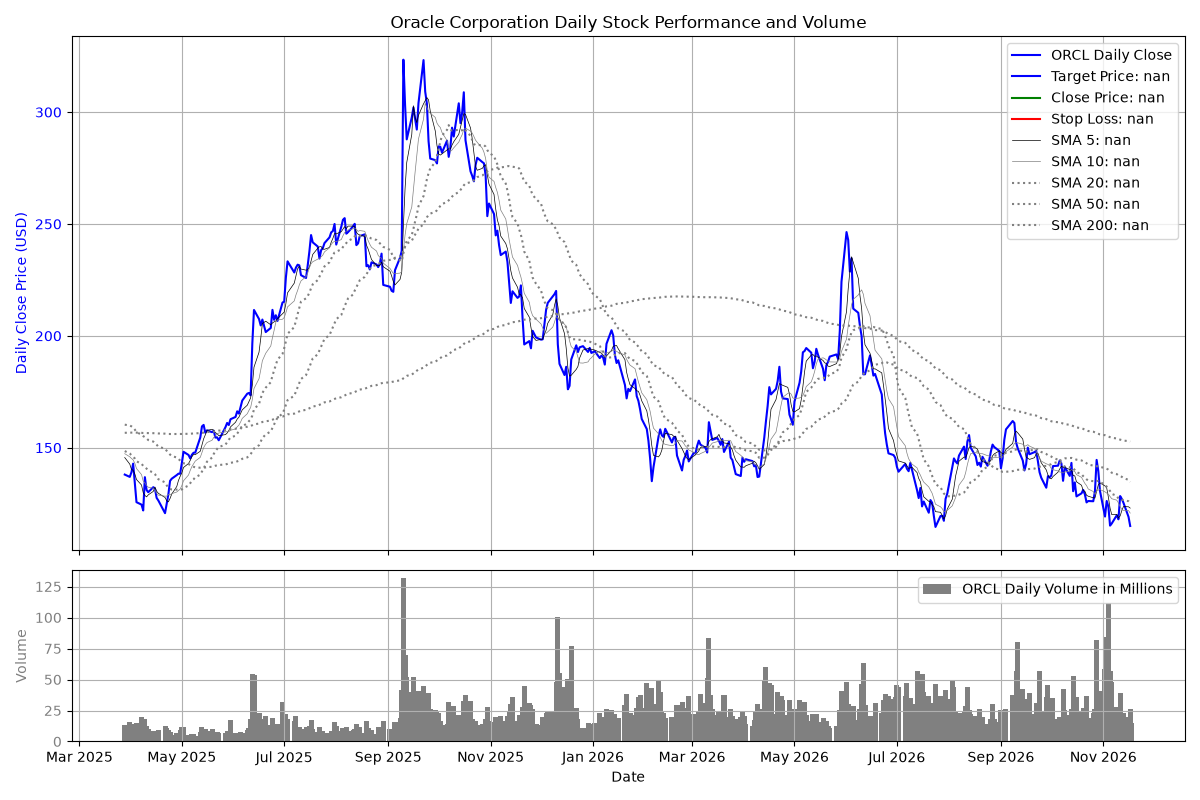 Oracle Corporation Daily Stock Performance and Volume
Daily Close Price (USD)
300
250
200
150
ORCL Daily Close
Target Price: nan
Close Price: nan
Stop Loss: nan
SMA 5: nan
SMA 10: nan
SMA 20: nan
SMA 50: nan
SMA 200: nan
Volume
125
100
75
50
25
0
ORCL Daily Volume in Millions
Mar 2025 May 2025 Jul 2025 Sep 2025 Nov 2025 Jan 2026 Mar 2026 May 2026 Jul 2026 Sep 2026 Nov 2026
Date